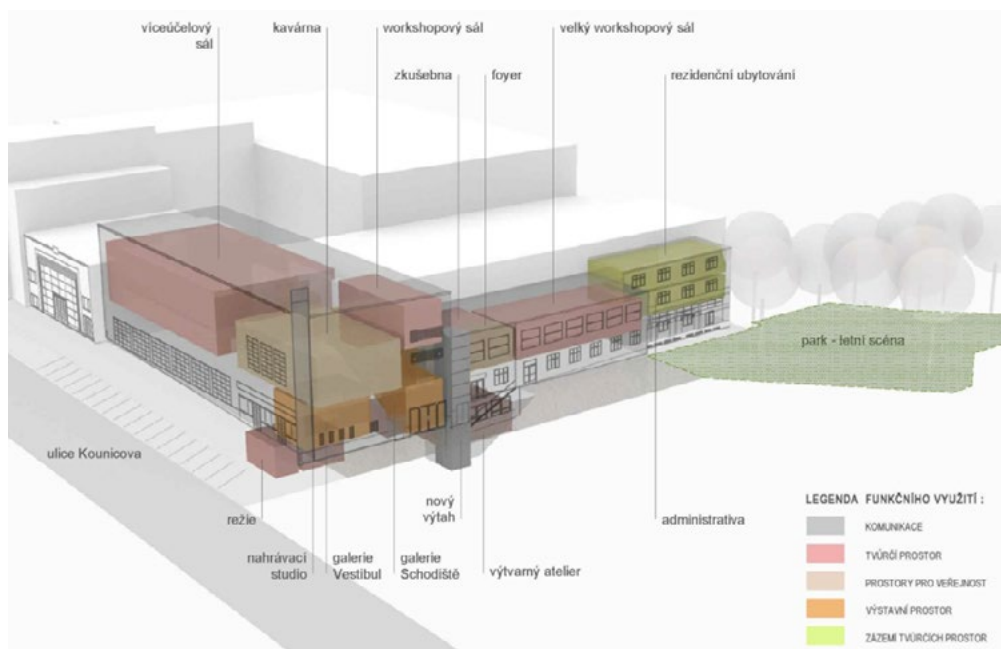 víceúčelový
sál
kavárna
workshopový sál
velký workshopový sál
zkušebna
foyer
rezidenční ubytování
park - letní scéna
ulice Kounicova
režie
nový
výtah
administrativa
nahrávací
studio
galerie
Vestibul
galerie
Schodiště
výtvarný atelier
LEGENDA FUNKČNÍHO VYUŽITÍ :
KOMUNIKACE
TVŮRČÍ PROSTOR
PROSTORY PRO VEŘEJNOST
VÝSTAVNÍ PROSTOR
ZÁZEMÍ TVŮRČÍCH PROSTOR